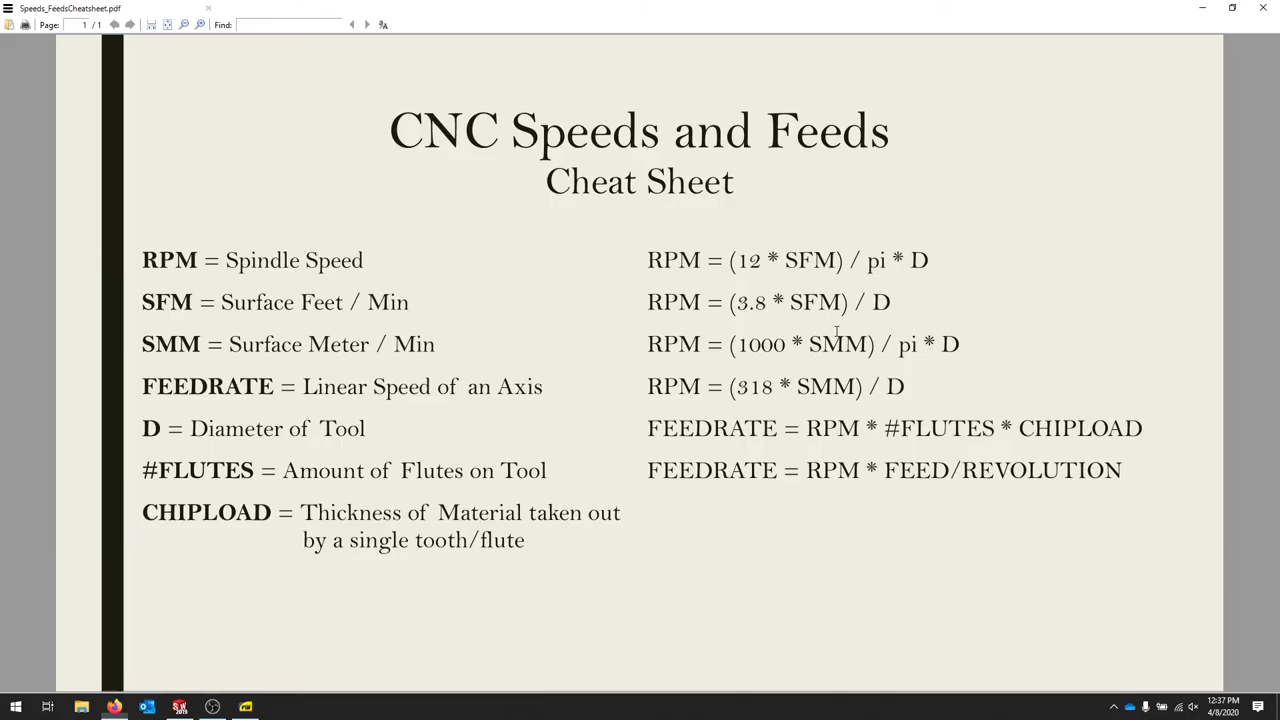 Speeds_FeedsCheatsheet.pdf
Page: 1 / 1 Find:
CNC Speeds and Feeds
Cheat Sheet
RPM = Spindle Speed
SFM = Surface Feet / Min
SMM = Surface Meter / Min
FEEDRATE = Linear Speed of an Axis
D = Diameter of Tool
#FLUTES = Amount of Flutes on Tool
CHIPLOAD = Thickness of Material taken out
by a single tooth/flute
RPM = (12 * SFM) / pi * D
RPM = (3.8 * SFM) / D
RPM = (1000 * SMM) / pi * D
RPM = (318 * SMM) / D
FEEDRATE = RPM * #FLUTES * CHIPLOAD
FEEDRATE = RPM * FEED/REVOLUTION
12:37 PM
4/8/2020